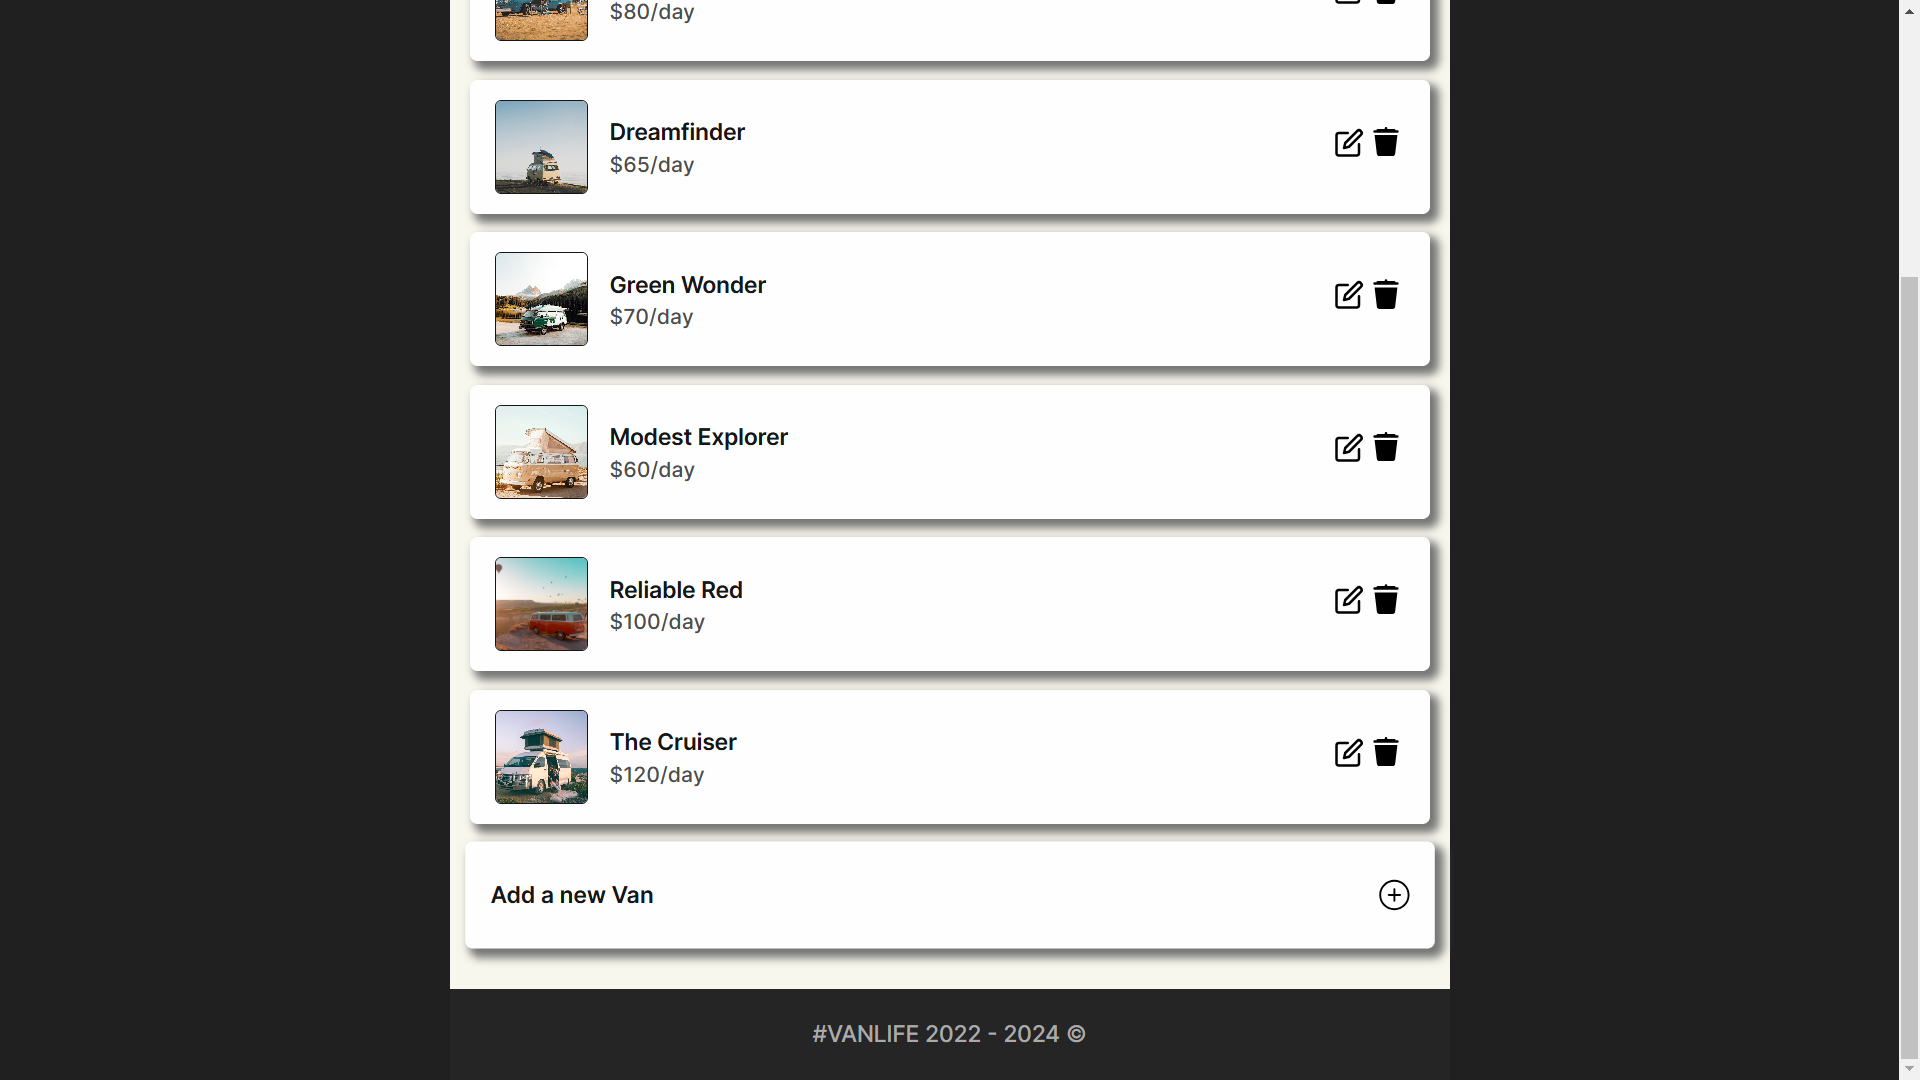 $80/day
Dreamfinder
$65/day
Green Wonder
$70/day
Modest Explorer
$60/day
Reliable Red
$100/day
The Cruiser
$120/day
Add a new Van
#VANLIFE 2022 - 2024 ©